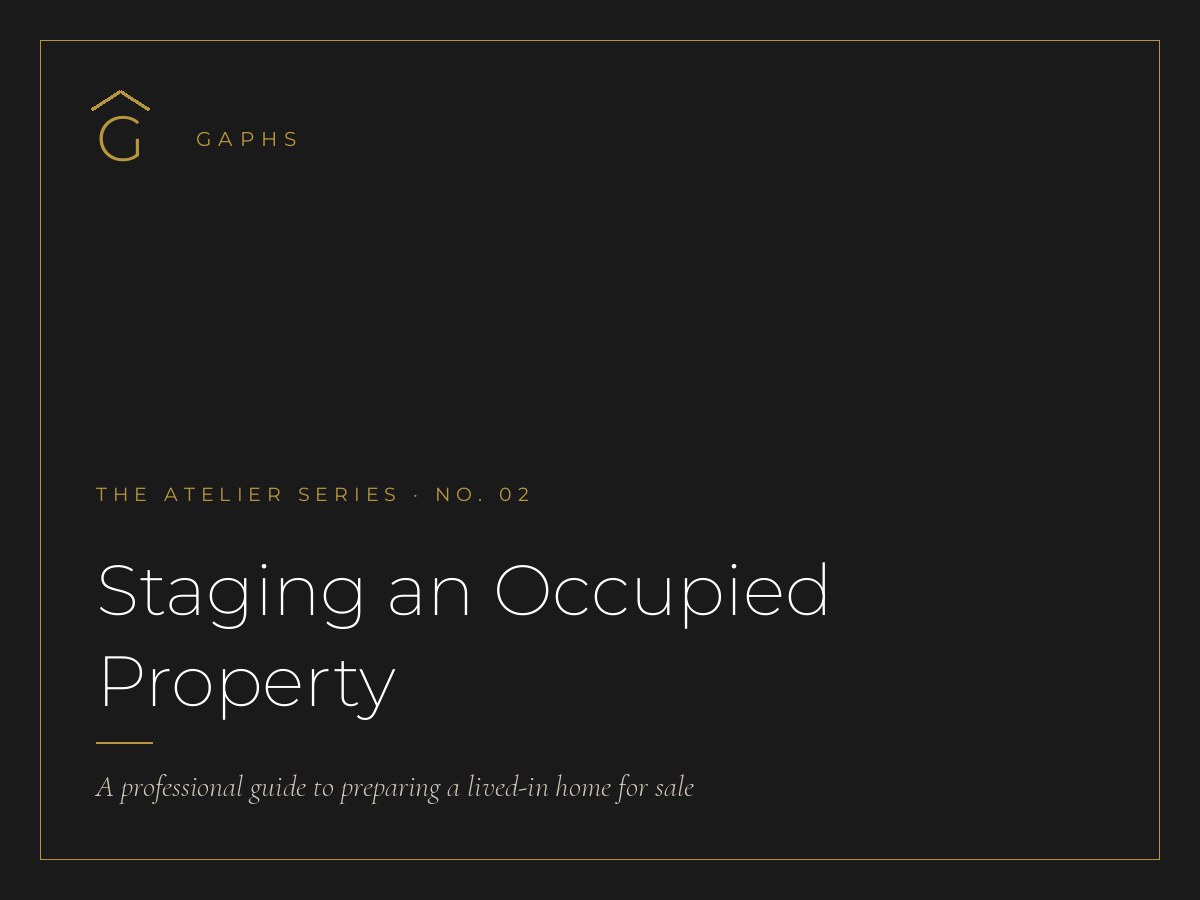 G
GAPHS
THE ATELIER SERIES · NO. 02
Staging an Occupied
Property
A professional guide to preparing a lived-in home for sale